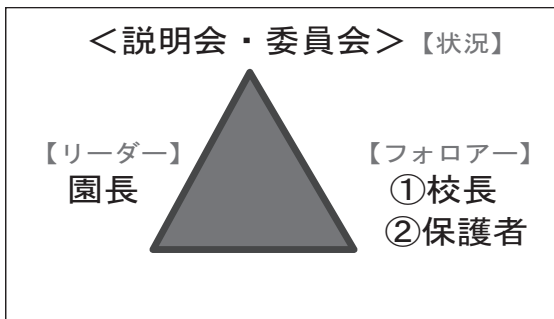 ＜説明会・委員会＞【状況】
【リーダー】
園長
【フォロアー】
①校長
②保護者